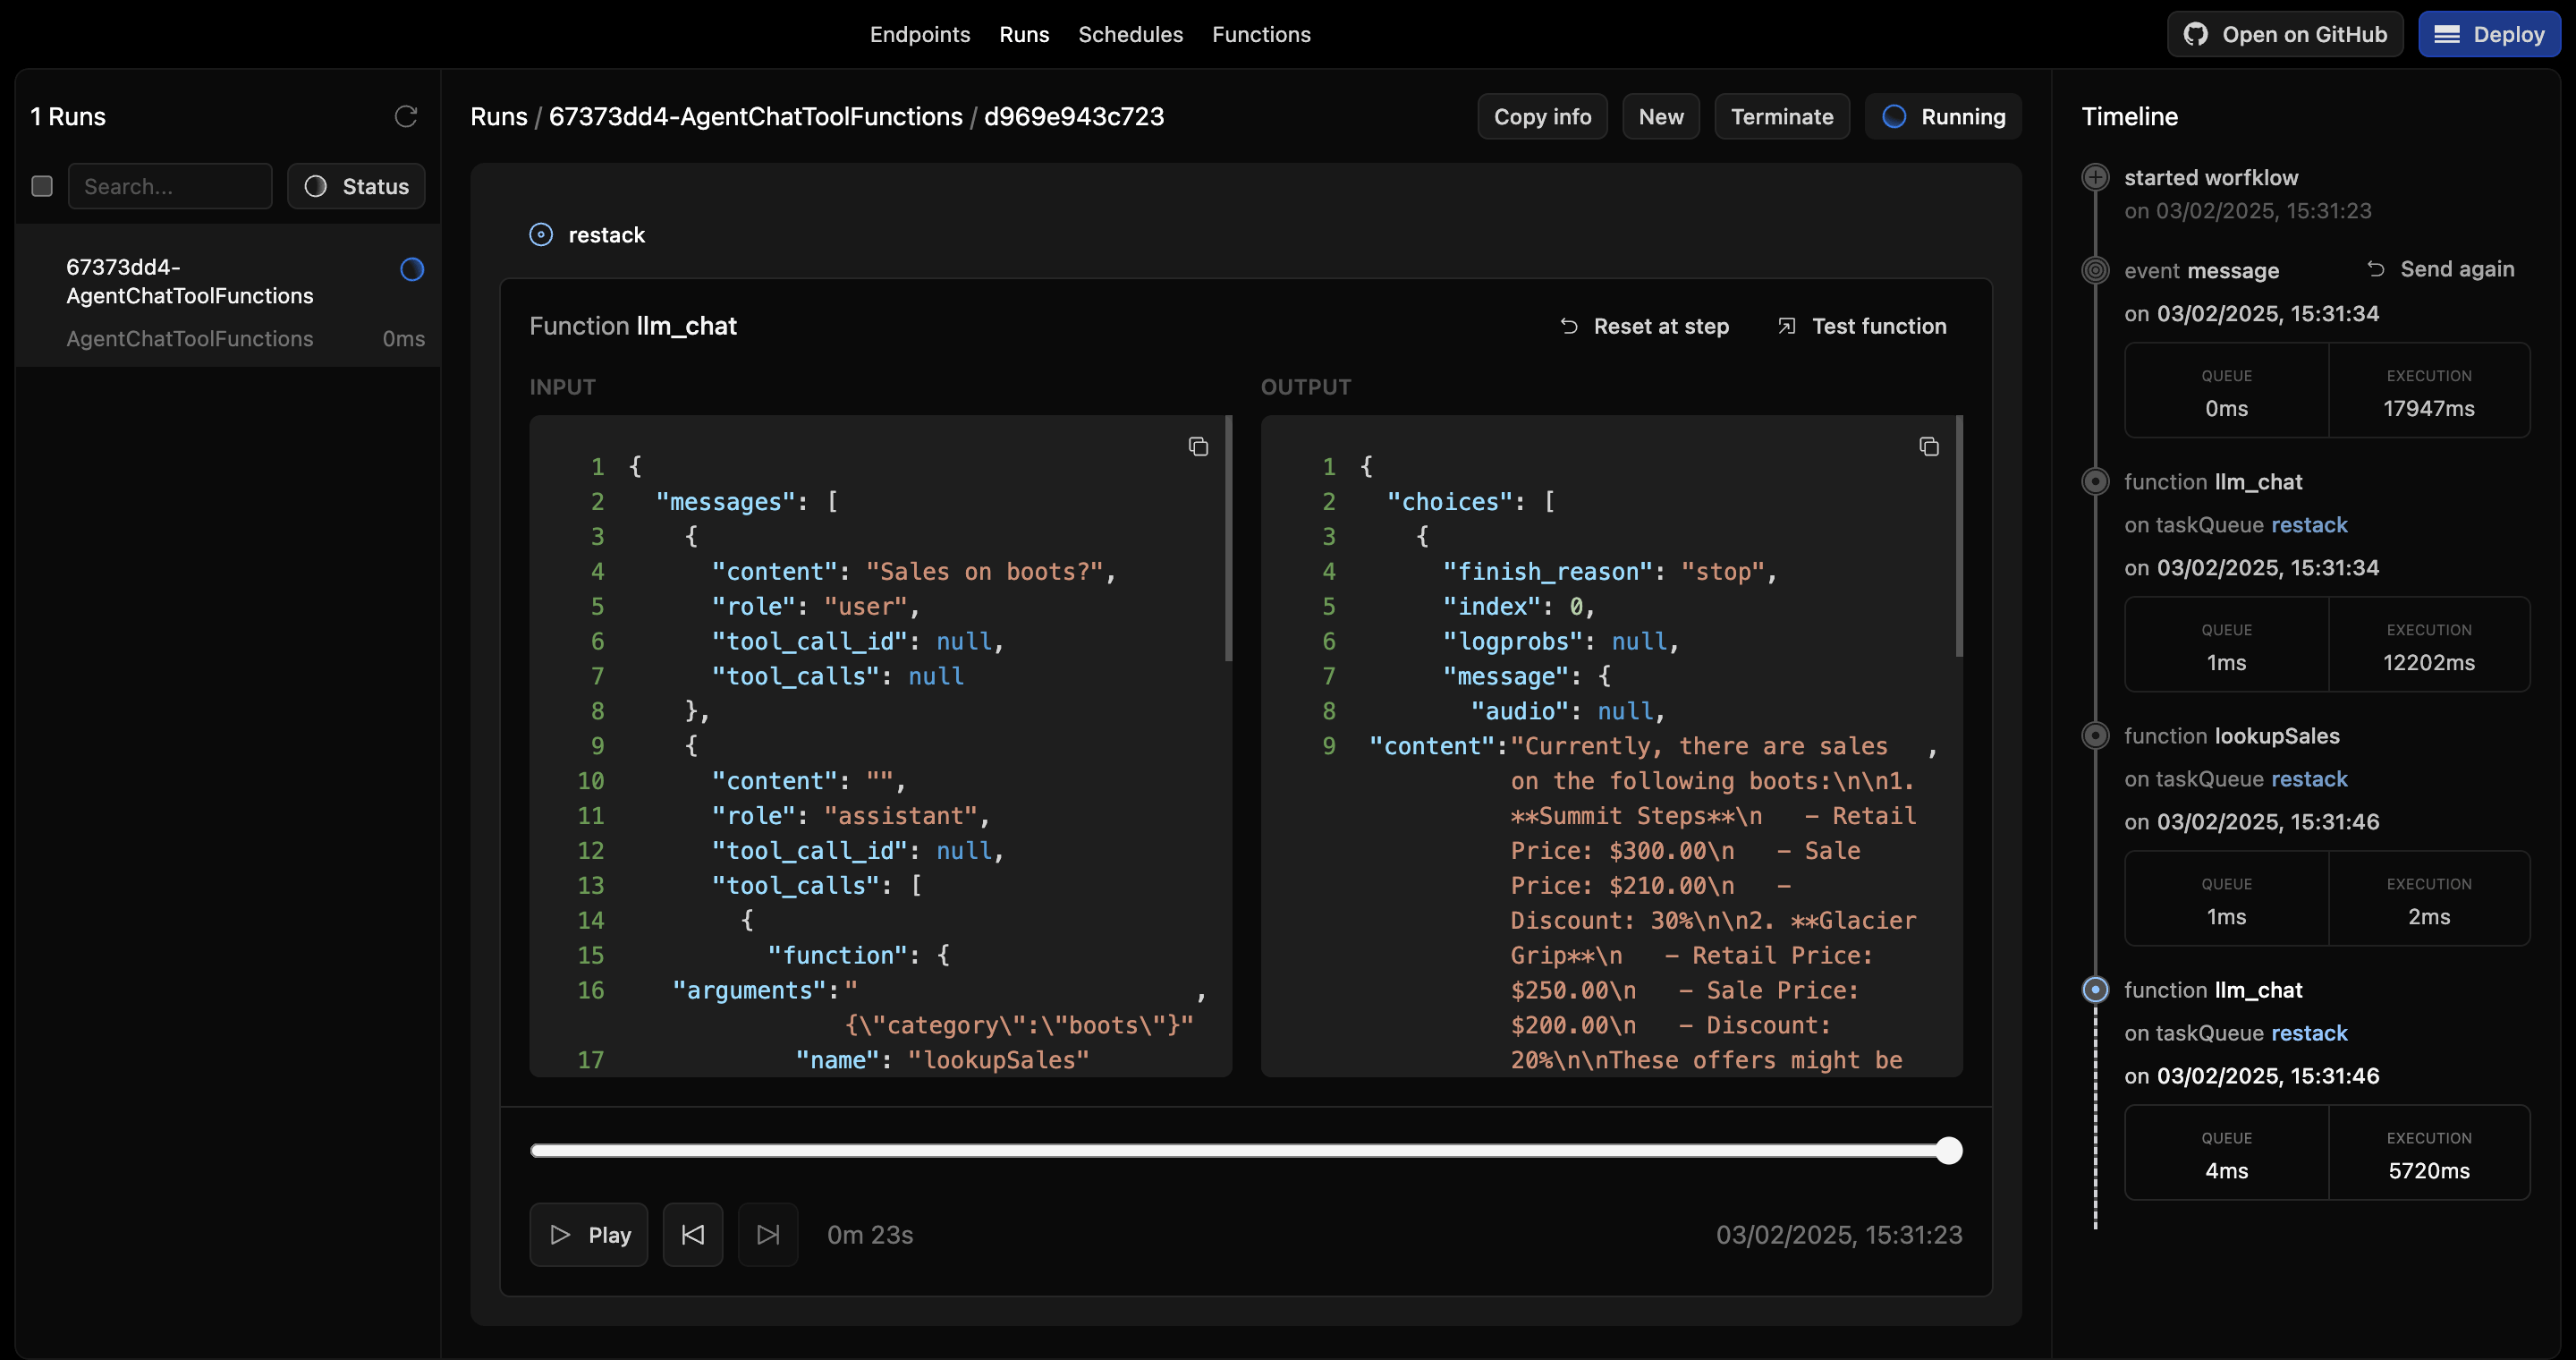 Endpoints Runs Schedules Functions
Open on GitHub
Deploy
1 Runs
Search...
Status
67373dd4-
AgentChatToolFunctions
AgentChatToolFunctions 0ms
Runs / 67373dd4-AgentChatToolFunctions / d969e943c723
Copy info
New
Terminate
Running
restack
Function llm_chat
Reset at step
Test function
INPUT
1 {
2 "messages": [
3 {
4 "content": "Sales on boots?",
5 "role": "user",
6 "tool_call_id": null,
7 "tool_calls": null
8 },
9 {
10 "content": "",
11 "role": "assistant",
12 "tool_call_id": null,
13 "tool_calls": [
14 {
15 "function": {
16 "arguments":" ,
{\"category\":\"boots\"}"
17 "name": "lookupSales"
OUTPUT
1 {
2 "choices": [
3 {
4 "finish_reason": "stop",
5 "index": 0,
6 "logprobs": null,
7 "message": {
8 "audio": null,
9 "content":"Currently, there are sales ,
on the following boots:\n\n1.
**Summit Steps**\n   - Retail
Price: $300.00\n   - Sale
Price: $210.00\n   -
Discount: 30%\n\n2. **Glacier
Grip**\n   - Retail Price:
$250.00\n   - Sale Price:
$200.00\n   - Discount:
20%\n\nThese offers might be
Play
0m 23s
03/02/2025, 15:31:23
Timeline
started worfklow
on 03/02/2025, 15:31:23
event message
Send again
on 03/02/2025, 15:31:34
QUEUE EXECUTION
0ms 17947ms
function llm_chat
on taskQueue restack
on 03/02/2025, 15:31:34
QUEUE EXECUTION
1ms 12202ms
function lookupSales
on taskQueue restack
on 03/02/2025, 15:31:46
QUEUE EXECUTION
1ms 2ms
function llm_chat
on taskQueue restack
on 03/02/2025, 15:31:46
QUEUE EXECUTION
4ms 5720ms